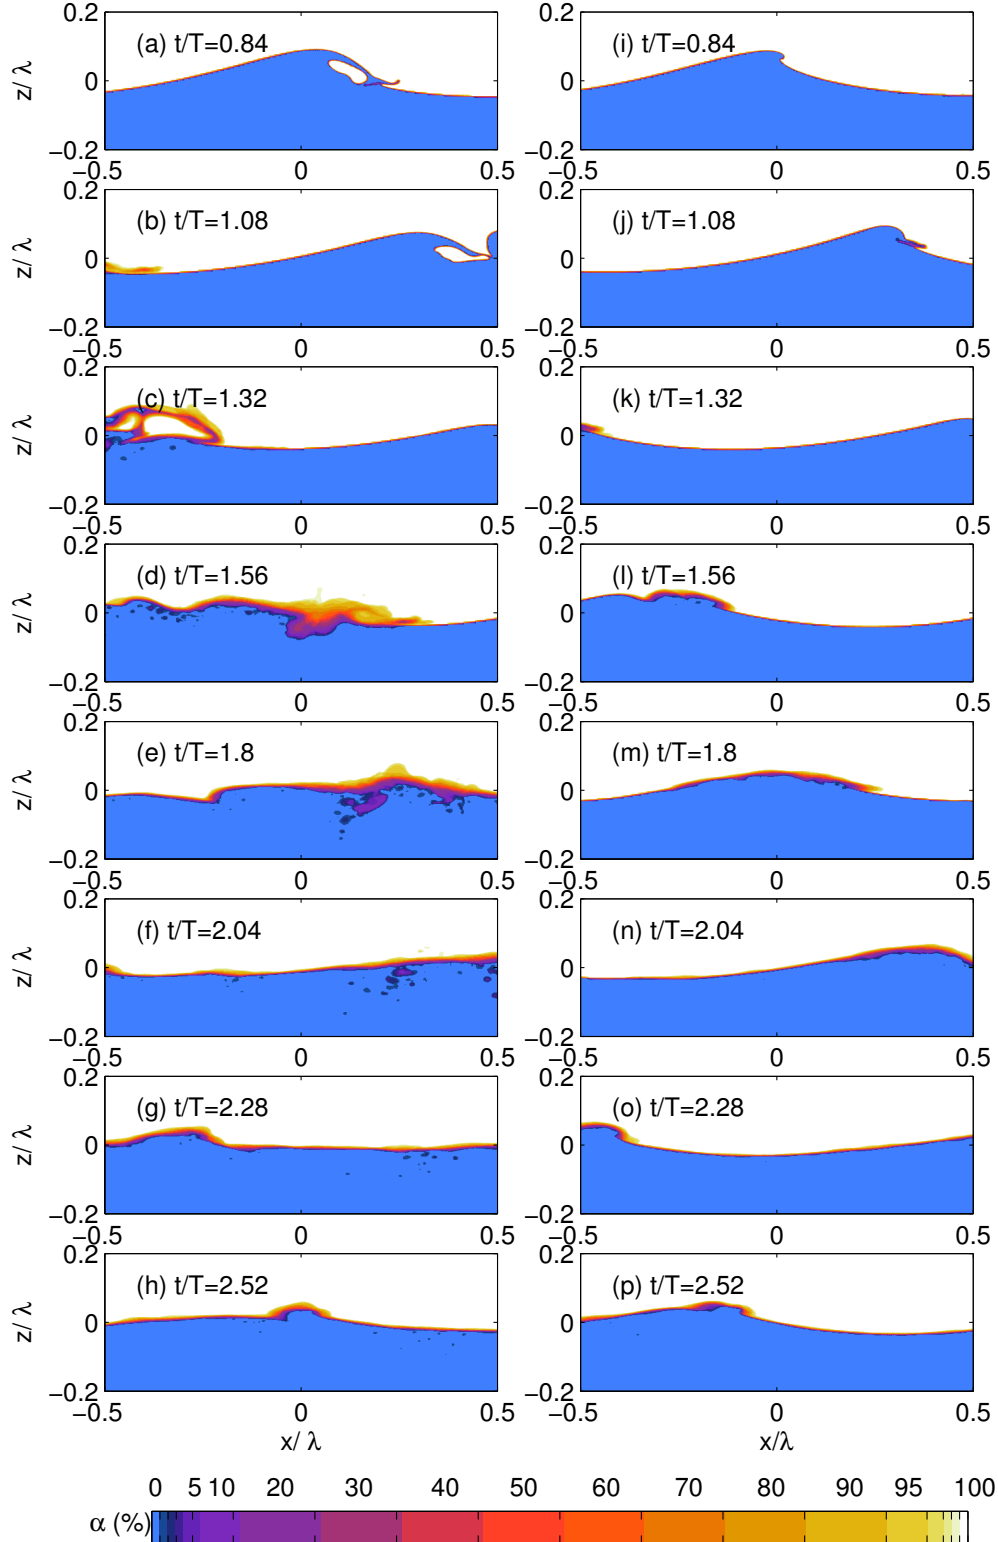 0.2 0.2
(a) t/T=0.84 (i) t/T=0.84
z/ λ 0 0
−0.2 −0.2
−0.5 0 0.5 −0.5 0 0.5
0.2 0.2
(b) t/T=1.08 (j) t/T=1.08
z/ λ 0 0
−0.2 −0.2
−0.5 0 0.5 −0.5 0 0.5
0.2 0.2
(c) t/T=1.32 (k) t/T=1.32
z/ λ 0 0
−0.2 −0.2
−0.5 0 0.5 −0.5 0 0.5
0.2 0.2
(d) t/T=1.56 (l) t/T=1.56
z/ λ 0 0
−0.2 −0.2
−0.5 0 0.5 −0.5 0 0.5
0.2 0.2
(e) t/T=1.8 (m) t/T=1.8
z/ λ 0 0
−0.2 −0.2
−0.5 0 0.5 −0.5 0 0.5
0.2 0.2
(f) t/T=2.04 (n) t/T=2.04
z/ λ 0 0
−0.2 −0.2
−0.5 0 0.5 −0.5 0 0.5
0.2 0.2
(g) t/T=2.28 (o) t/T=2.28
z/ λ 0 0
−0.2 −0.2
−0.5 0 0.5 −0.5 0 0.5
0.2 0.2
(h) t/T=2.52 (p) t/T=2.52
z/ λ 0 0
−0.2 −0.2
−0.5 0 0.5 −0.5 0 0.5
x/ λ x/λ
0 5 10 20 30 40 50 60 70 80 90 95 100
α (%)